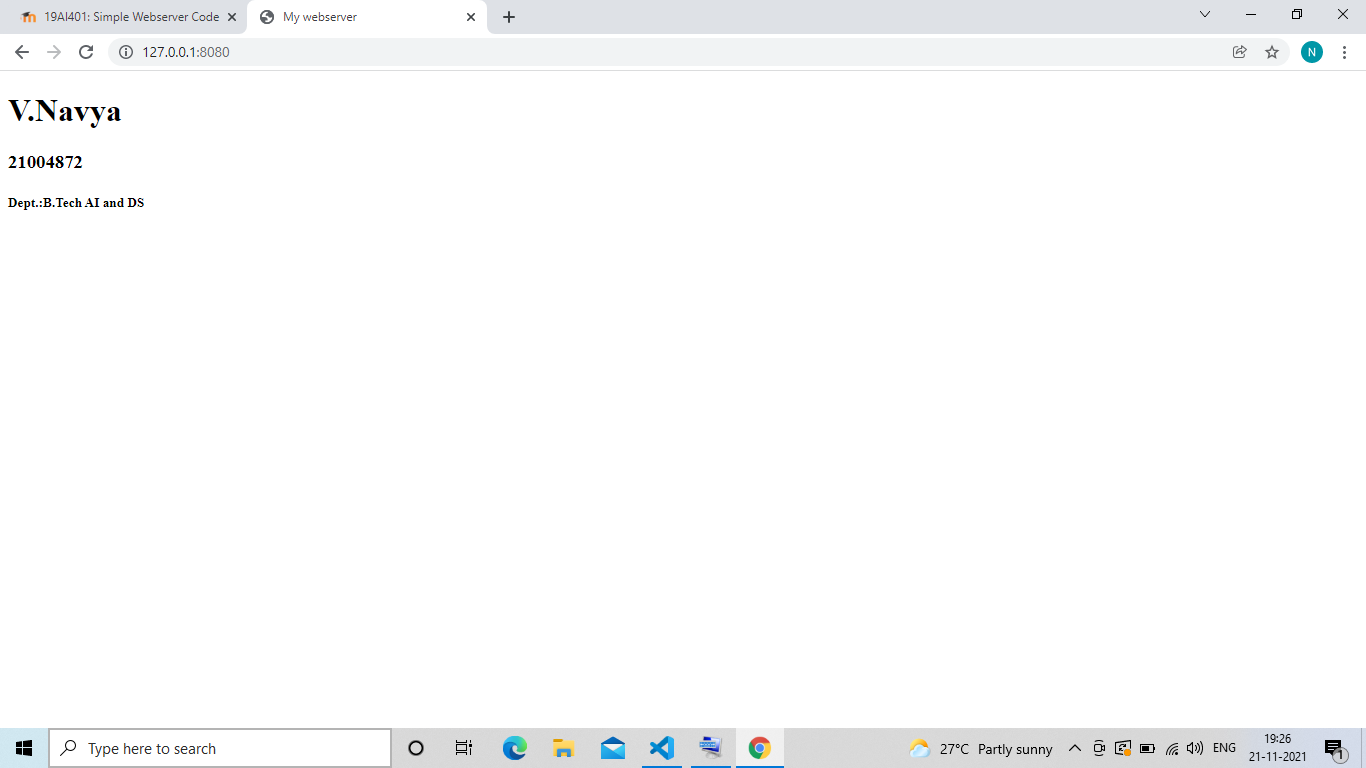 19AI401: Simple Webserver Code
My webserver
127.0.0.1:8080
N
V.Navya
21004872
Dept.:B.Tech AI and DS
Type here to search
27°C Partly sunny
ENG
19:26
21-11-2021
1